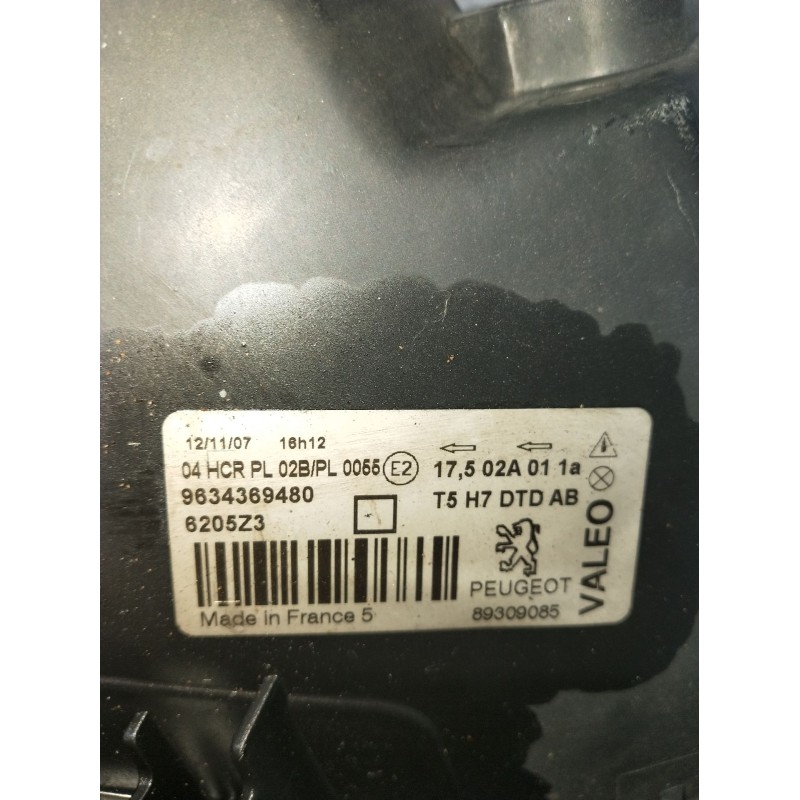 12/11/07 16h12
04 HCR PL 02B/PL 0055 E2 17,5 02A 01 1a
9634369480 T5 H7 DTD AB
6205Z3
VALEO
PEUGEOT
Made in France 5 89309085